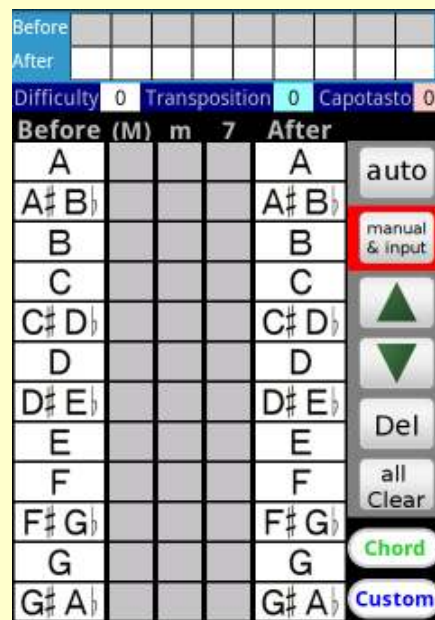 Before
After
Difficulty 0 Transposition 0 Capotasto 0
Before (M) m 7 After
A A
A♯ B♭ A♯ B♭
B B
C C
C♯ D♭ C♯ D♭
D D
D♯ E♭ D♯ E♭
E E
F F
F♯ G♭ F♯ G♭
G G
G♯ A♭ G♯ A♭
auto
manual
& input
Del
all
Clear
Chord
Custom